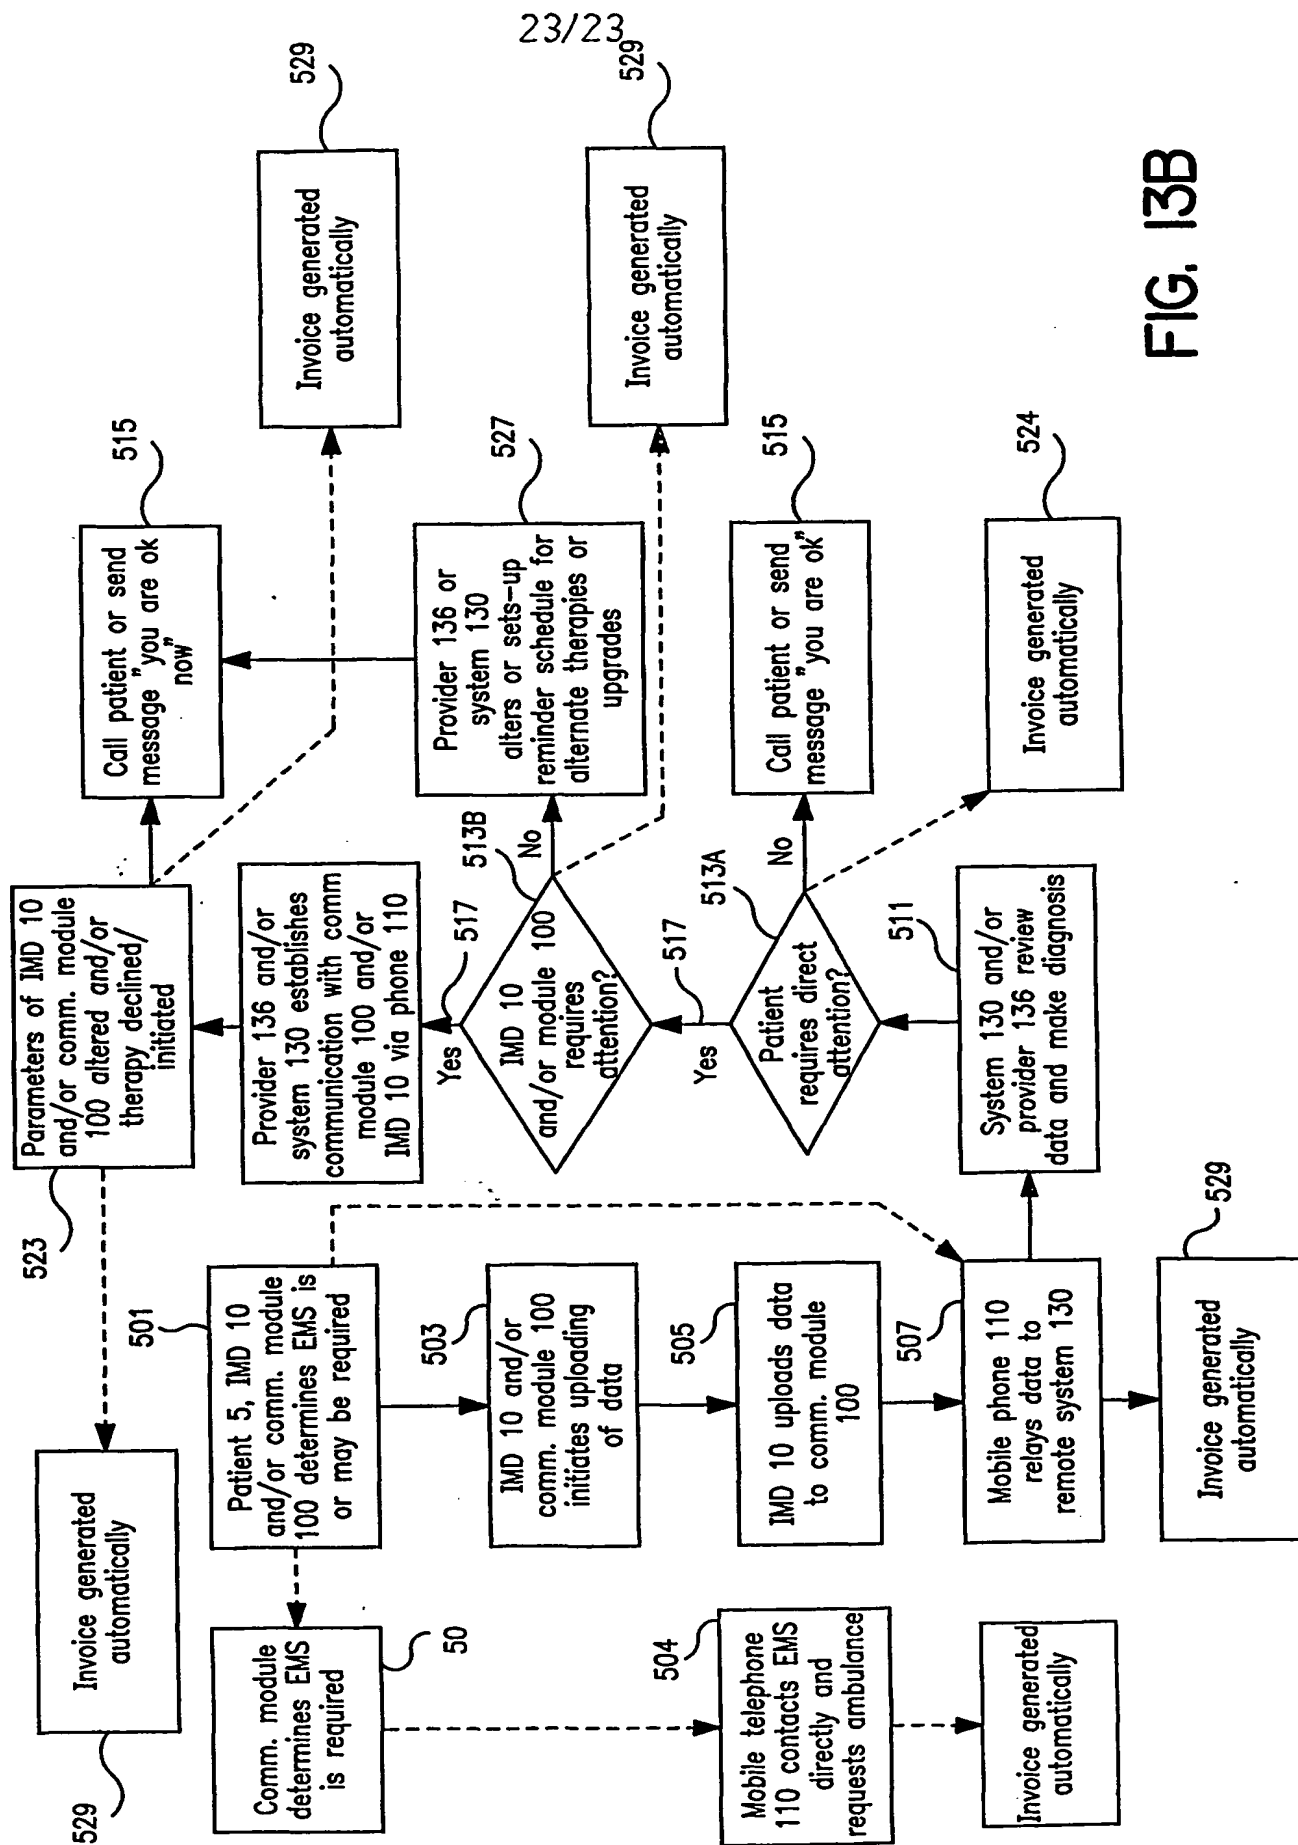 23/23
529
Invoice generated
automatically
523
Parameters of IMD 10
and/or comm. module
100 altered and/or
therapy declined/
initiated
515
Call patient or send
message "you are ok
now"
529
Invoice generated
automatically
501
Patient 5, IMD 10
and/or comm. module
100 determines EMS is
or may be required
Provider 136 and/or
system 130 establishes
communication with comm
module 100 and/or
IMD 10 via phone 110
517
Yes
50
Comm. module
determines EMS
is required
503
IMD 10 and/or
comm. module 100
initiates uploading
of data
IMD 10
and/or module 100
requires
attention?
513B
No
527
Provider 136 or
system 130
alters or sets-up
reminder schedule for
alternate therapies or
upgrades
529
Invoice generated
automatically
504
Mobile telephone
110 contacts EMS
directly and
requests ambulance
505
IMD 10 uploads data
to comm. module
100
517
Yes
Patient
requires direct
attention?
513A
No
515
Call patient or send
message "you are ok"
Invoice generated
automatically
507
Mobile phone 110
relays data to
remote system 130
511
System 130 and/or
provider 136 review
data and make diagnosis
524
Invoice generated
automatically
529
Invoice generated
automatically
FIG. 13B